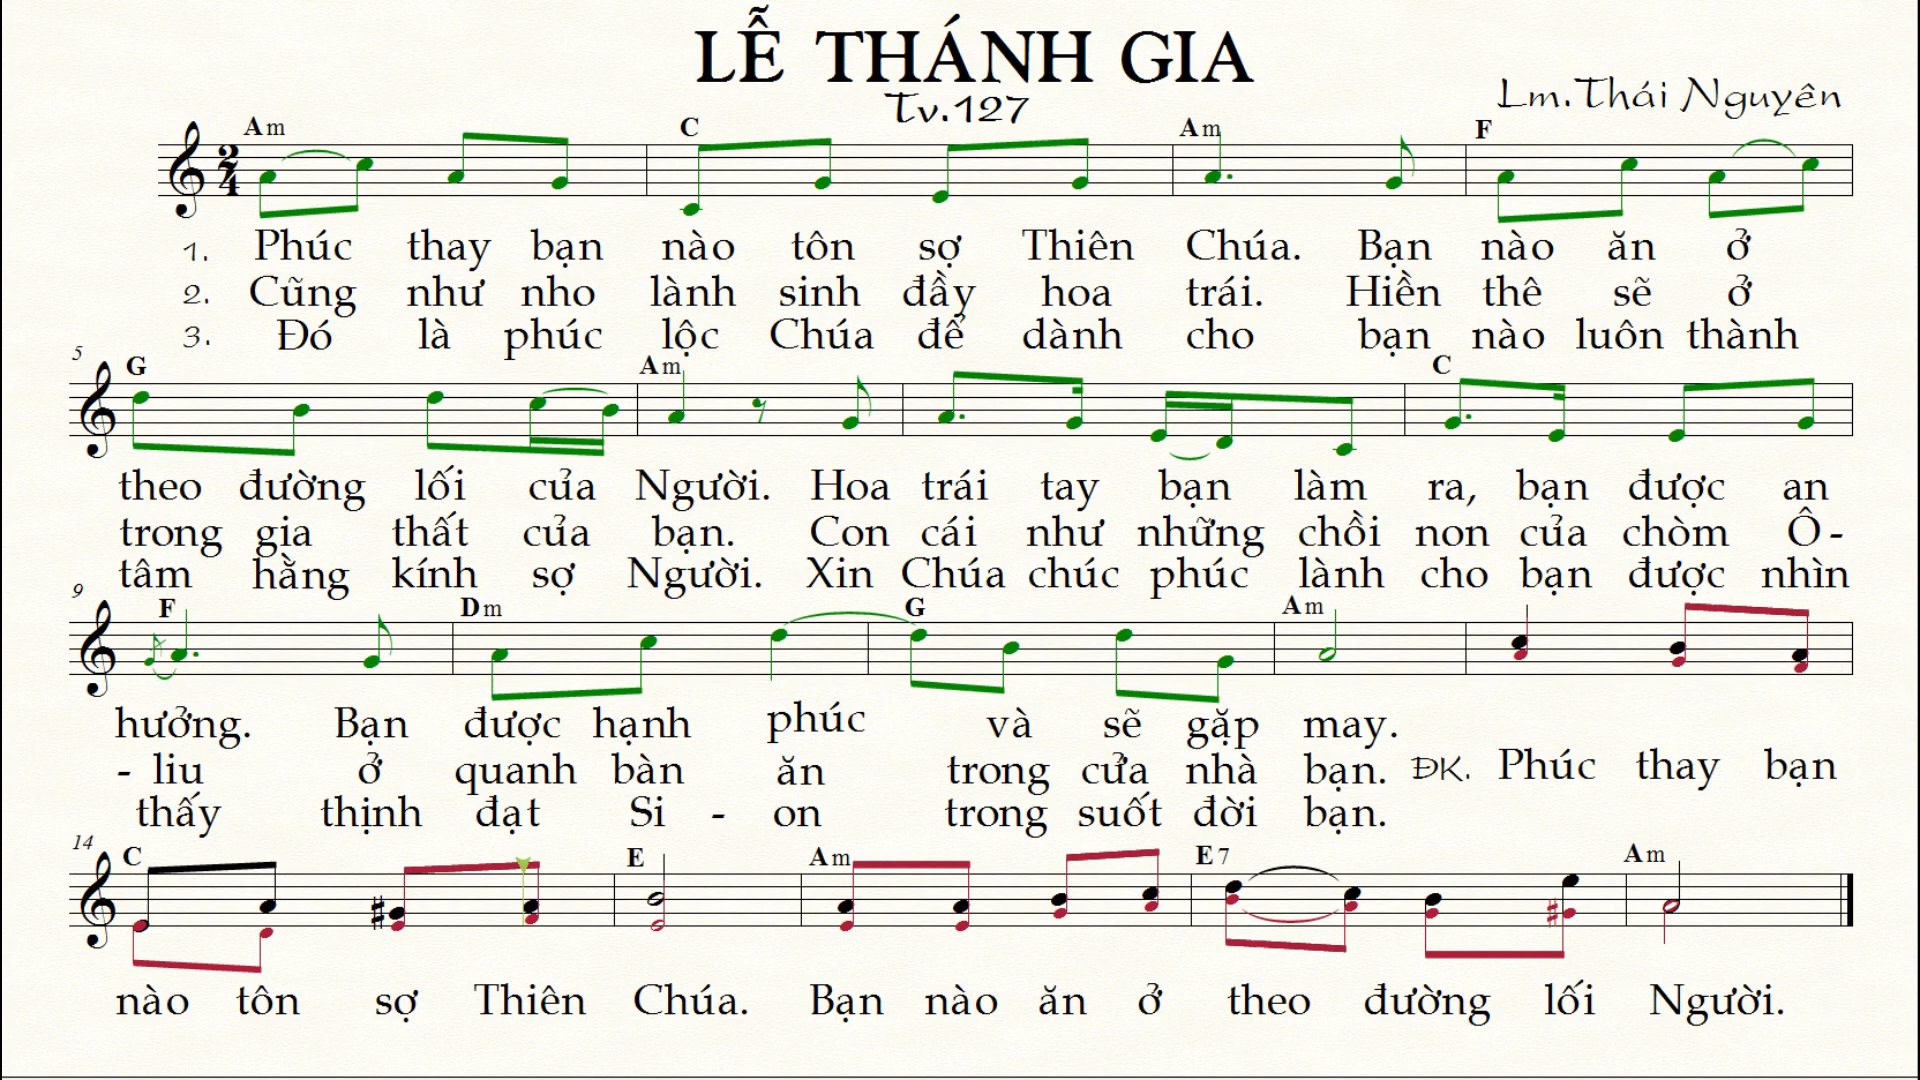 LỄ THÁNH GIA
Tv.127
Lm.Thái Nguyên
Am C Am F
2 4
1. Phúc thay bạn nào tôn sợ Thiên Chúa. Bạn nào ăn ở
2. Cũng như nho lành sinh đầy hoa trái. Hiền thê sẽ ở
3. Đó là phúc lộc Chúa để dành cho bạn nào luôn thành
5 G Am C
theo đường lối của Người. Hoa trái tay bạn làm ra, bạn được an
trong gia thất của bạn. Con cái như những chồi non của chòm Ô-
tâm hằng kính sợ Người. Xin Chúa chúc phúc lành cho bạn được nhìn
9 F Dm G Am
hưởng. Bạn được hạnh phúc và sẽ gặp may.
- liu ở quanh bàn ăn trong cửa nhà bạn. ĐK. Phúc thay bạn
thấy thịnh đạt Si - on trong suốt đời bạn.
14 C E Am E7 Am
nào tôn sợ Thiên Chúa. Bạn nào ăn ở theo đường lối Người.